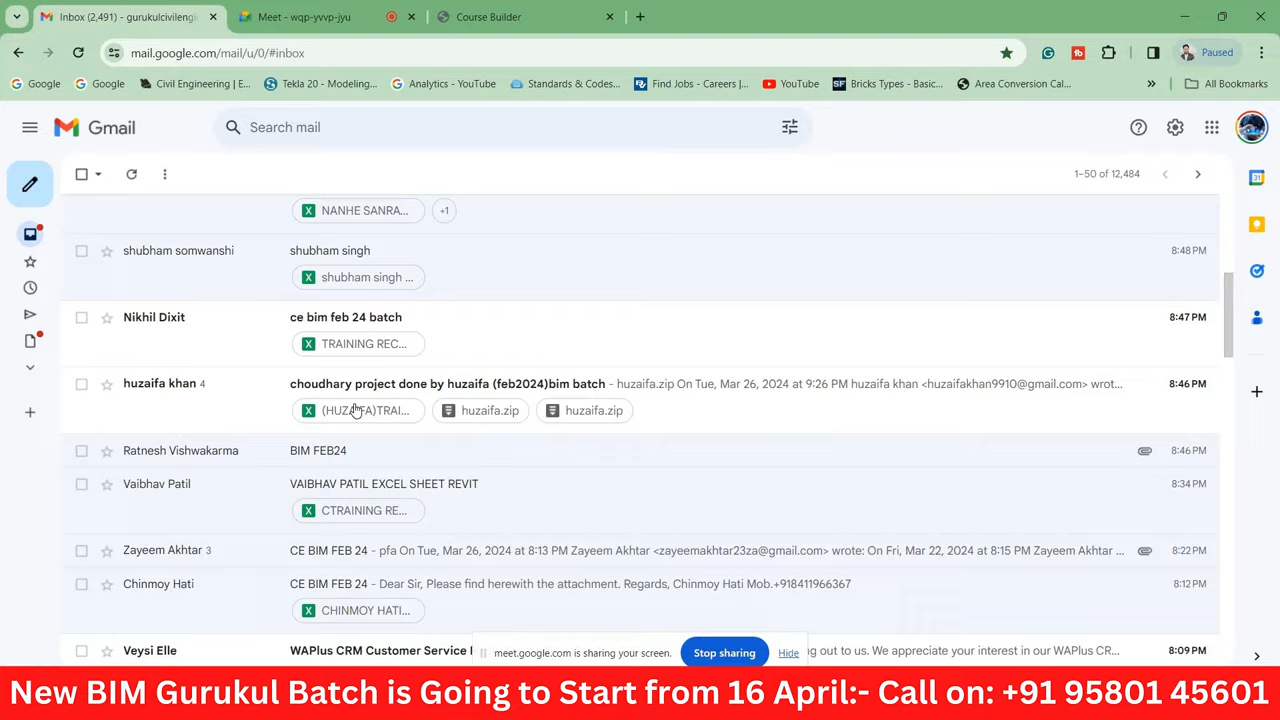 Inbox (2,491) - gurukulcivilengi
Meet - wqp-yvvp-jyu
Course Builder
mail.google.com/mail/u/0/#inbox
Paused
Google
Google
Civil Engineering | E...
Tekla 20 - Modeling...
Analytics - YouTube
Standards & Codes...
Find Jobs - Careers |...
YouTube
Bricks Types - Basic...
Area Conversion Cal...
All Bookmarks
Gmail
Search mail
1–50 of 12,484
NANHE SANRA...
+1
shubham somwanshi
shubham singh
8:48 PM
shubham singh ...
Nikhil Dixit
ce bim feb 24 batch
8:47 PM
TRAINING REC...
huzaifa khan 4
choudhary project done by huzaifa (feb2024)bim batch - huzaifa.zip On Tue, Mar 26, 2024 at 9:26 PM huzaifa khan <huzaifakhan9910@gmail.com> wrote...
8:46 PM
(HUZAIFA)TRAI...
huzaifa.zip
huzaifa.zip
Ratnesh Vishwakarma
BIM FEB24
8:46 PM
Vaibhav Patil
VAIBHAV PATIL EXCEL SHEET REVIT
8:34 PM
CTRAINING RE...
Zayeem Akhtar 3
CE BIM FEB 24 - pfa On Tue, Mar 26, 2024 at 8:13 PM Zayeem Akhtar <zayeemakhtar23za@gmail.com> wrote: On Fri, Mar 22, 2024 at 8:15 PM Zayeem Akhtar ...
8:22 PM
Chinmoy Hati
CE BIM FEB 24 - Dear Sir, Please find herewith the attachment. Regards, Chinmoy Hati Mob.+918411966367
8:12 PM
CHINMOY HATI...
Veysi Elle
WAPlus CRM Customer Service
ng out to us. We appreciate your interest in our WAPlus CRM ...
8:09 PM
meet.google.com is sharing your screen.
Stop sharing
Hide
New BIM Gurukul Batch is Going to Start from 16 April:- Call on: +91 95801 45601